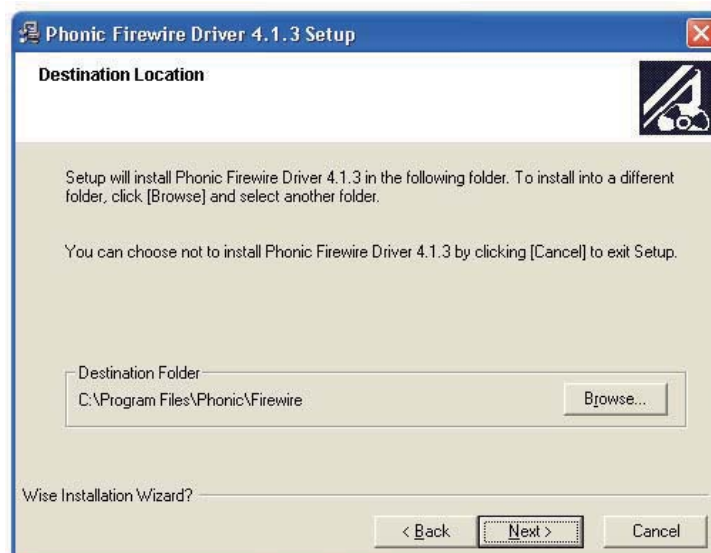 Phonic Firewire Driver 4.1.3 Setup
Destination Location
Setup will install Phonic Firewire Driver 4.1.3 in the following folder. To install into a different
folder, click [Browse] and select another folder.
You can choose not to install Phonic Firewire Driver 4.1.3 by clicking [Cancel] to exit Setup.
Destination Folder
C:\Program Files\Phonic\Firewire
Browse...
Wise Installation Wizard?
< Back
Next >
Cancel